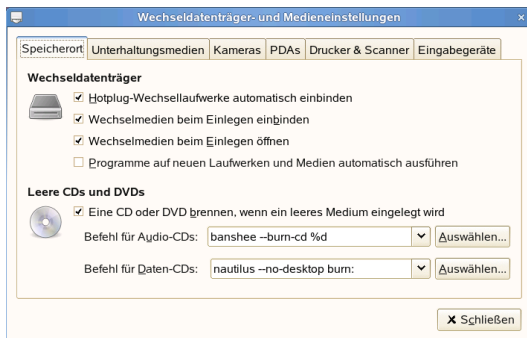 Wechseldatenträger- und Medieneinstellungen
Speicherort Unterhaltungsmedien Kameras PDAs Drucker & Scanner Eingabegeräte
Wechseldatenträger
Hotplug-Wechsellaufwerke automatisch einbinden
Wechselmedien beim Einlegen einbinden
Wechselmedien beim Einlegen öffnen
Programme auf neuen Laufwerken und Medien automatisch ausführen
Leere CDs und DVDs
Eine CD oder DVD brennen, wenn ein leeres Medium eingelegt wird
Befehl für Audio-CDs: banshee --burn-cd %d Auswählen...
Befehl für Daten-CDs: nautilus --no-desktop burn: Auswählen...
Schließen